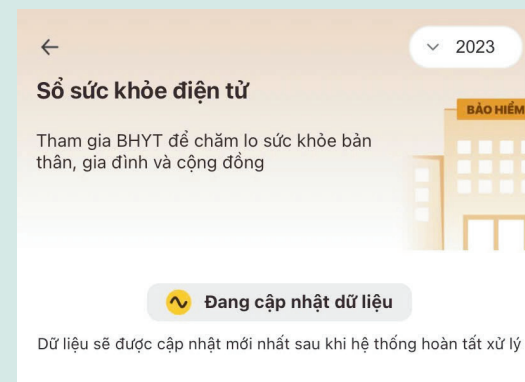 2023
Sổ sức khỏe điện tử
BẢO HIỂM
Tham gia BHYT để chăm lo sức khỏe bản
thân, gia đình và cộng đồng
Đang cập nhật dữ liệu
Dữ liệu sẽ được cập nhật mới nhất sau khi hệ thống hoàn tất xử lý